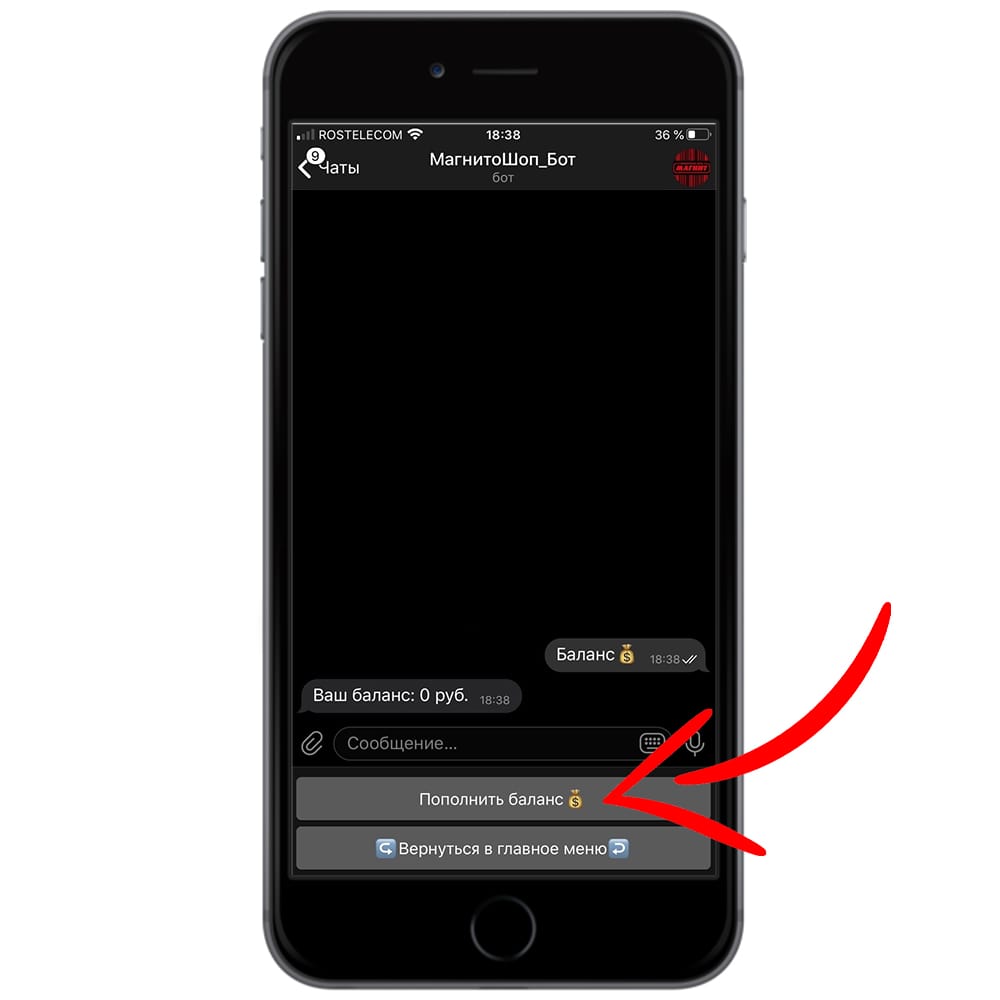 ROSTELECOM 18:38 36 %
9
Чаты
МагнитоШоп_Бот
бот
МАГНИТ
Баланс 18:38
Ваш баланс: 0 руб. 18:38
Сообщение...
Пополнить баланс
Вернуться в главное меню